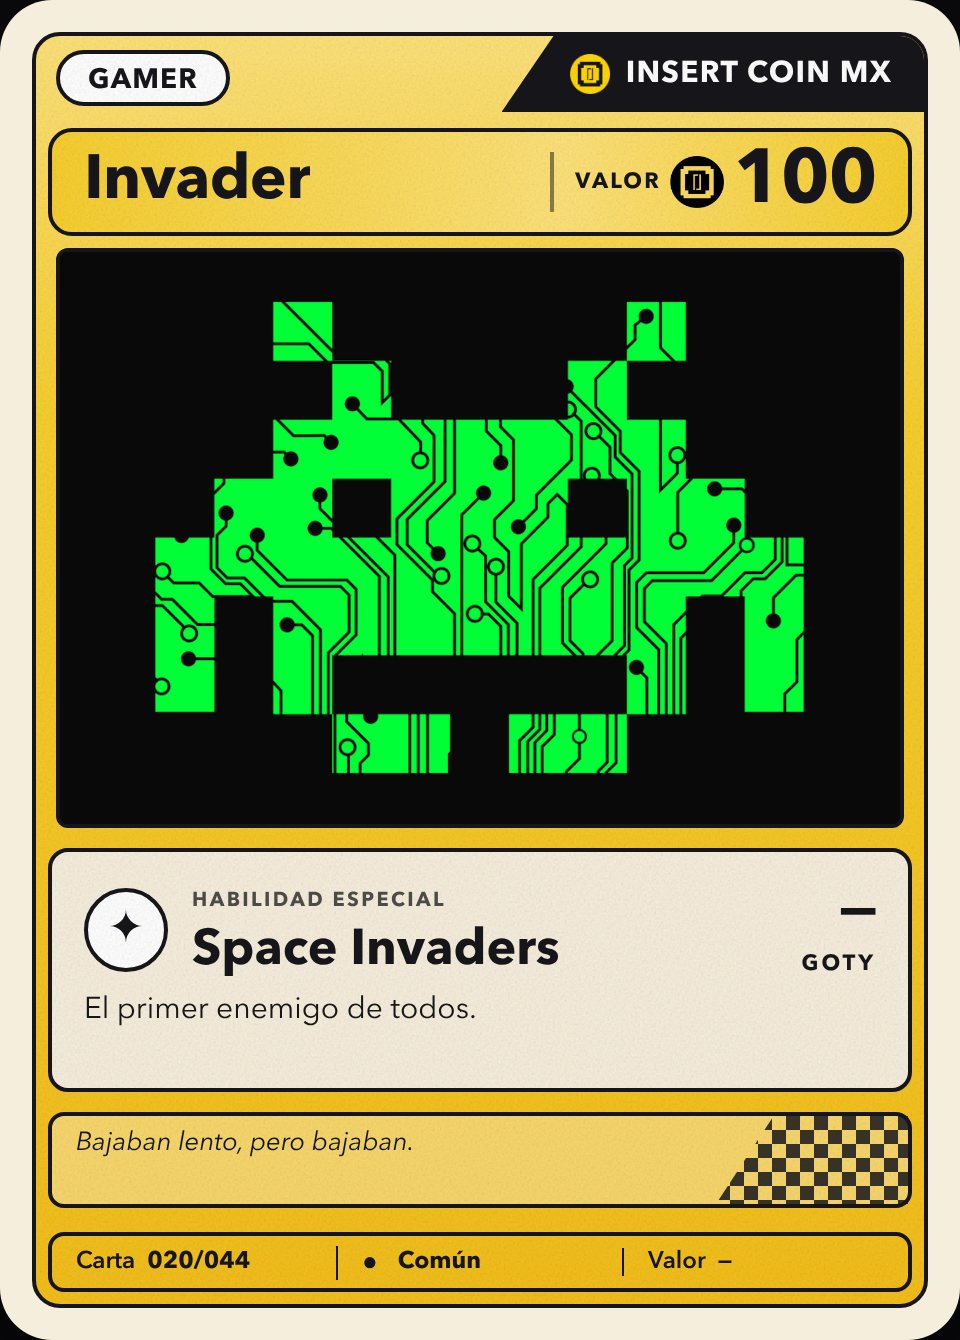 GAMER
INSERT COIN MX
Invader
VALOR 100
HABILIDAD ESPECIAL
Space Invaders
–
GOTY
El primer enemigo de todos.
Bajaban lento, pero bajaban.
Carta 020/044 • Común Valor –